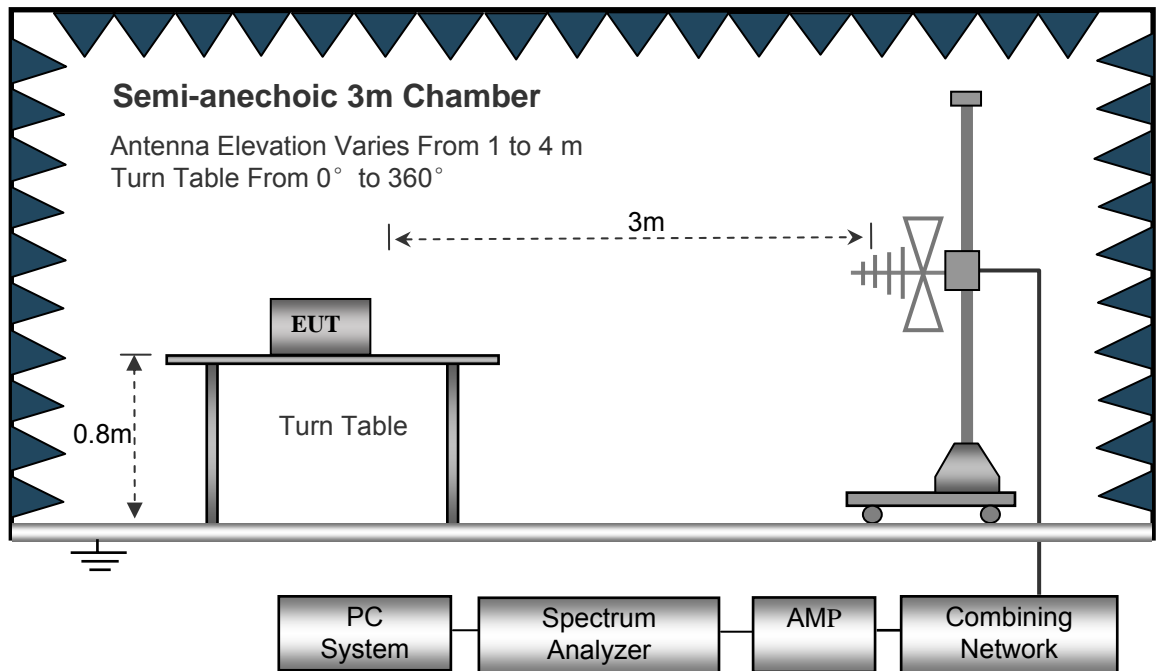 Semi-anechoic 3m Chamber
Antenna Elevation Varies From 1 to 4 m
Turn Table From 0° to 360°
3m
EUT
0.8m
Turn Table
PC
System
Spectrum
Analyzer
AMP
Combining
Network